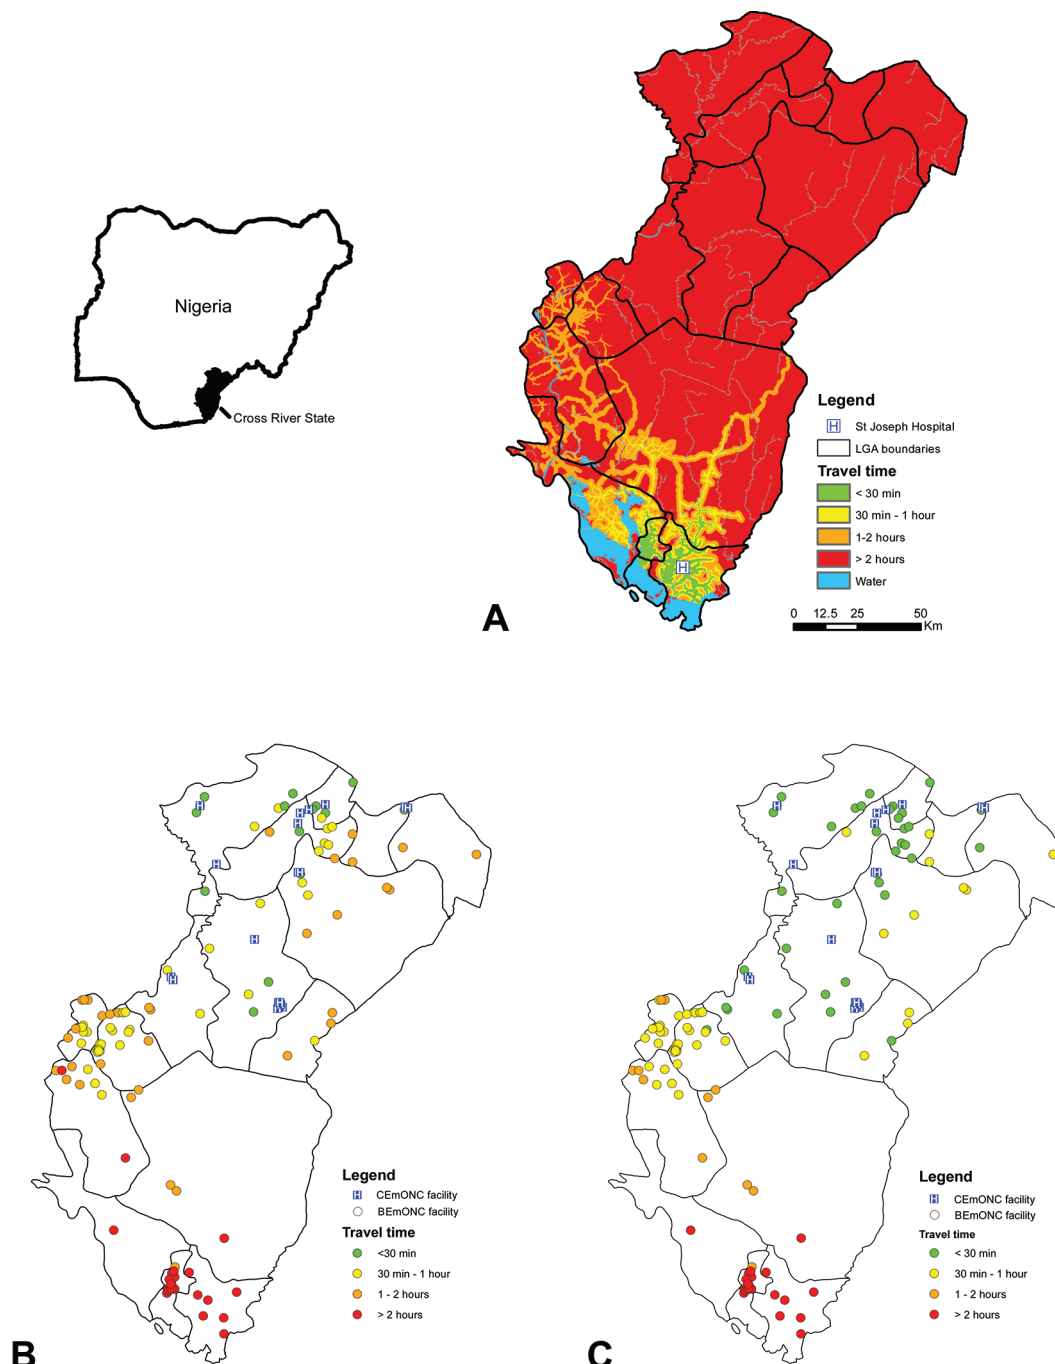 Nigeria
Cross River State
Legend
H St Joseph Hospital
LGA boundaries
Travel time
< 30 min
30 min - 1 hour
1-2 hours
> 2 hours
Water
H
0 12.5 25 50
Km
A
H
H H H
H
H
H
H
H
H
H
H
Legend
H CEmONC facility
BEmONC facility
Travel time
<30 min
30 min - 1 hour
1 - 2 hours
> 2 hours
B
H
H H H
H
H
H
H
H
H
H
H
Legend
H CEmONC facility
BEmONC facility
Travel time
< 30 min
30 min - 1 hour
1 - 2 hours
> 2 hours
C